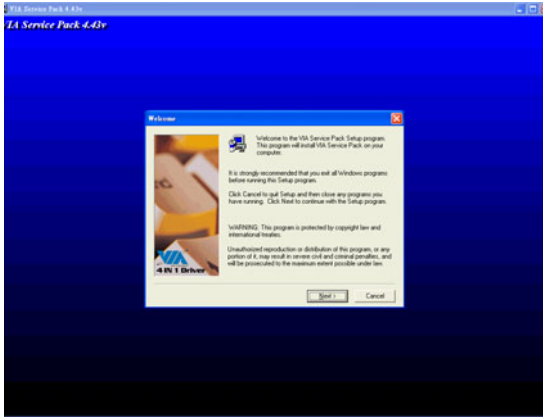 VIA Service Pack 4.43v
VIA Service Pack 4.43v
Welcome
Welcome to the VIA Service Pack Setup program.
This program will install VIA Service Pack on your
computer.
It is strongly recommended that you exit all Windows programs
before running this Setup program.
Click Cancel to quit Setup and then close any programs you
have running. Click Next to continue with the Setup program.
WARNING: This program is protected by copyright law and
international treaties.
Unauthorized reproduction or distribution of this program, or any
portion of it, may result in severe civil and criminal penalties, and
will be prosecuted to the maximum extent possible under law.
VIA
4 IN 1 Driver
Next >
Cancel